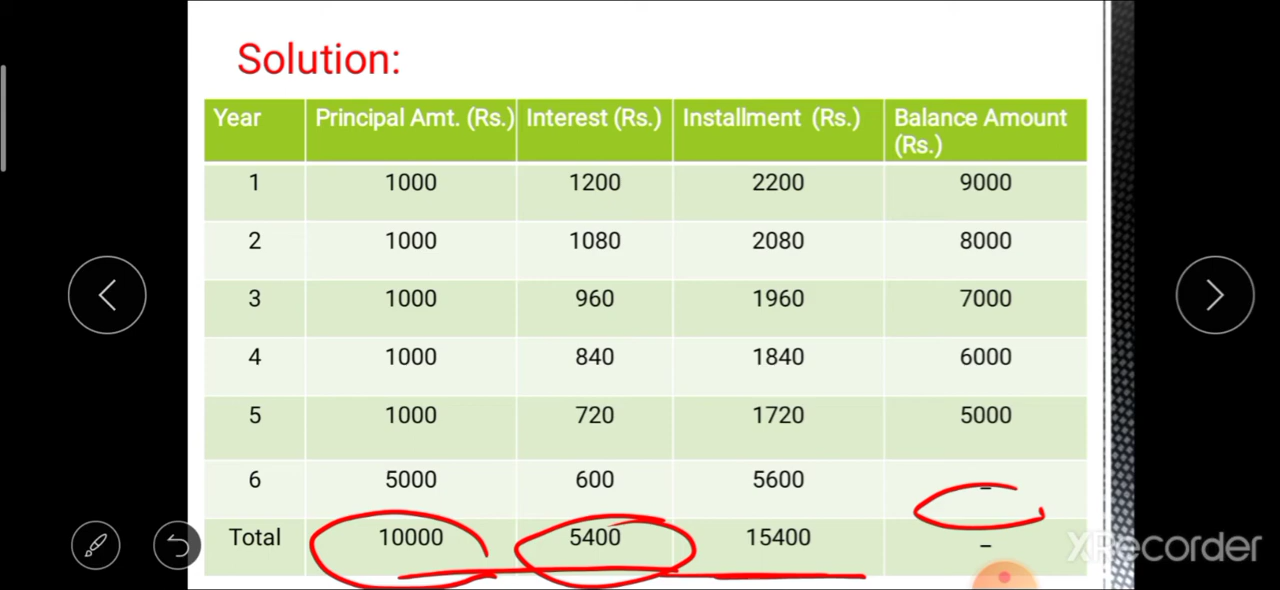 Solution:
Year Principal Amt. (Rs.) Interest (Rs.) Installment (Rs.) Balance Amount (Rs.)
1 1000 1200 2200 9000
2 1000 1080 2080 8000
3 1000 960 1960 7000
4 1000 840 1840 6000
5 1000 720 1720 5000
6 5000 600 5600 –
Total 10000 5400 15400 –
XRecorder